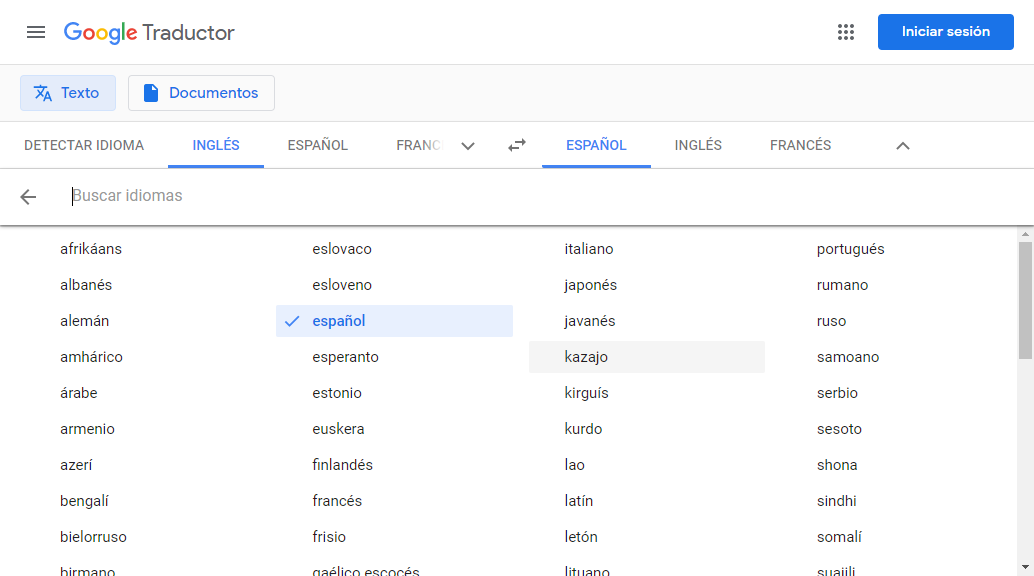 Google Traductor
Iniciar sesión
Texto
Documentos
DETECTAR IDIOMA
INGLÉS
ESPAÑOL
FRANC
ESPAÑOL
INGLÉS
FRANCÉS
Buscar idiomas
afrikáans
albanés
alemán
amhárico
árabe
armenio
azerí
bengalí
bielorruso
birmano
eslovaco
esloveno
español
esperanto
estonio
euskera
finlandés
francés
frisio
gaélico escocés
italiano
japonés
javanés
kazajo
kirguís
kurdo
lao
latín
letón
lituano
portugués
rumano
ruso
samoano
serbio
sesoto
shona
sindhi
somalí
suajili